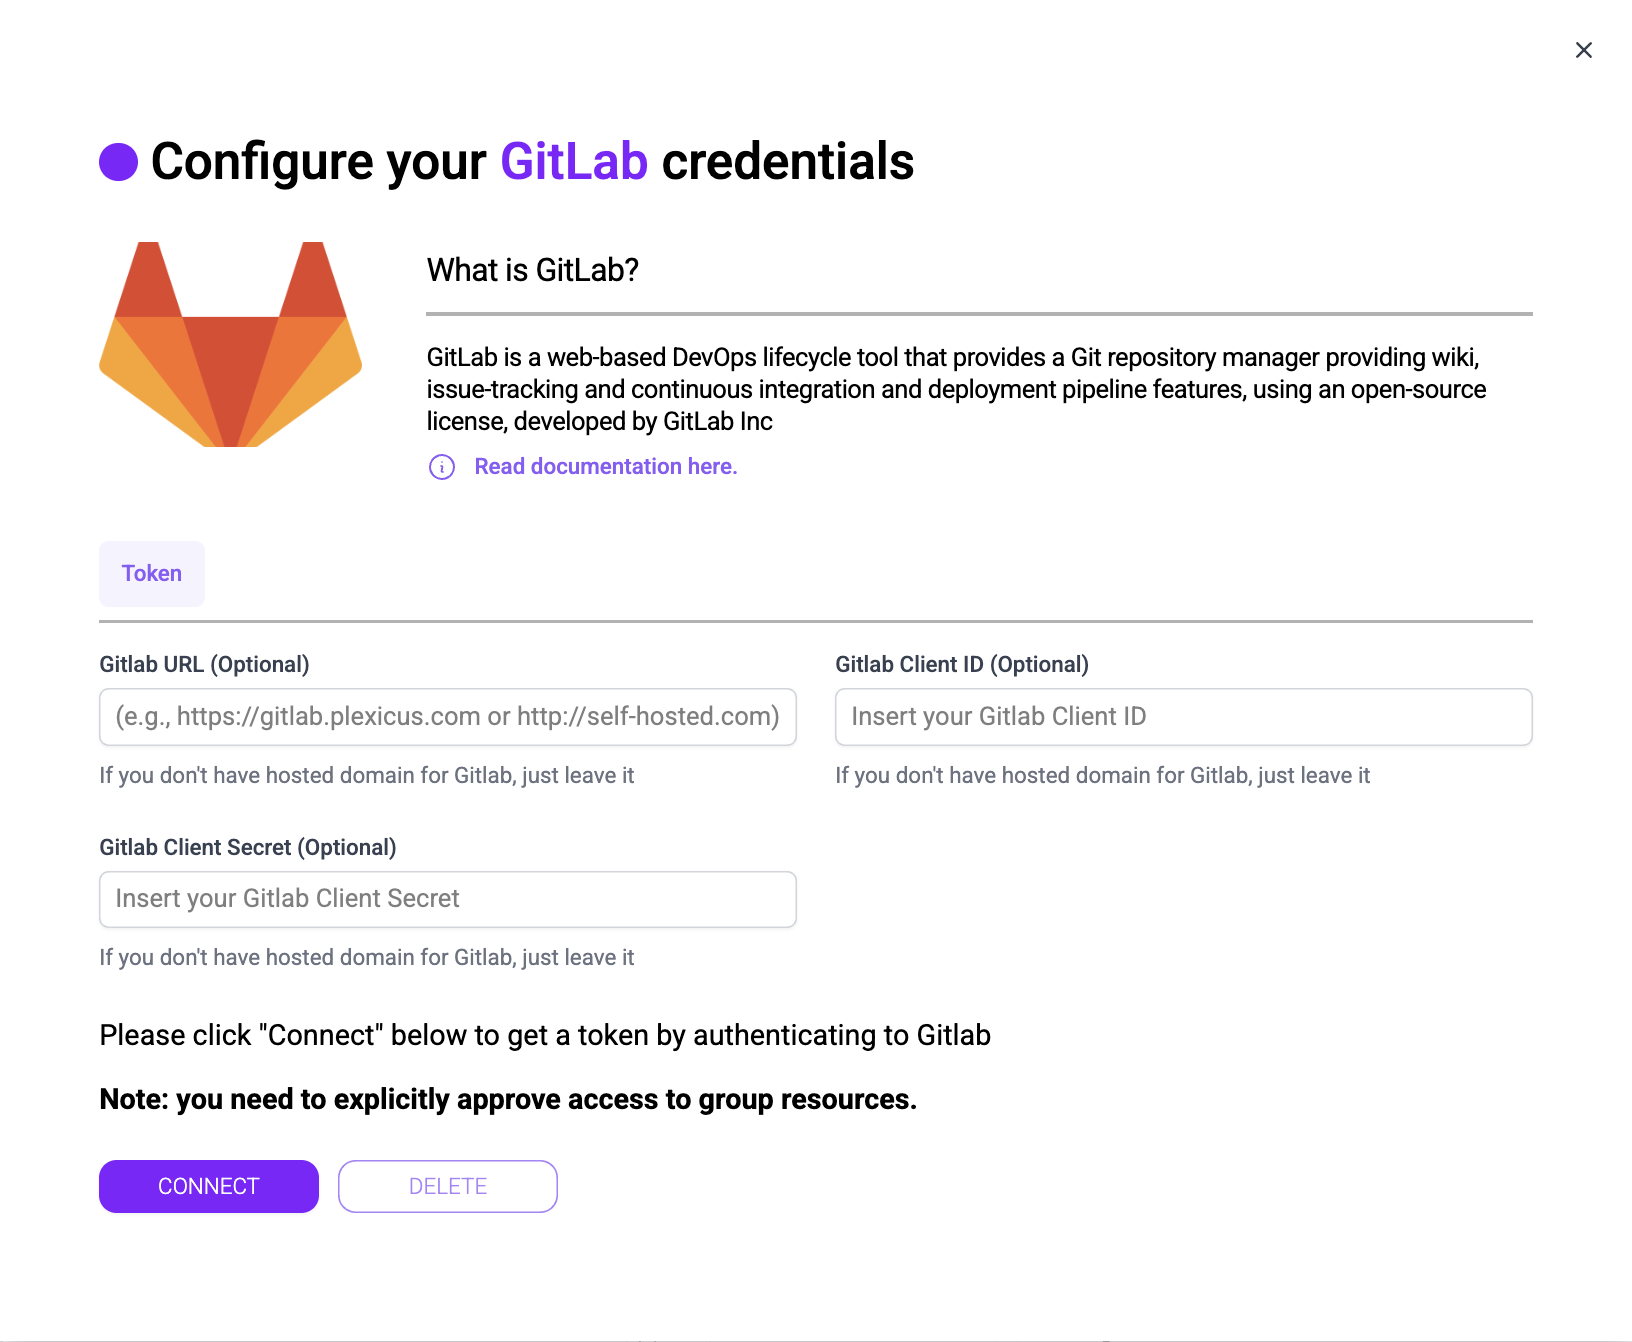 Configure your GitLab credentials
What is GitLab?
GitLab is a web-based DevOps lifecycle tool that provides a Git repository manager providing wiki,
issue-tracking and continuous integration and deployment pipeline features, using an open-source
license, developed by GitLab Inc
Read documentation here.
Token
Gitlab URL (Optional)
(e.g., https://gitlab.plexicus.com or http://self-hosted.com)
If you don't have hosted domain for Gitlab, just leave it
Gitlab Client ID (Optional)
Insert your Gitlab Client ID
If you don't have hosted domain for Gitlab, just leave it
Gitlab Client Secret (Optional)
Insert your Gitlab Client Secret
If you don't have hosted domain for Gitlab, just leave it
Please click "Connect" below to get a token by authenticating to Gitlab
Note: you need to explicitly approve access to group resources.
CONNECT
DELETE